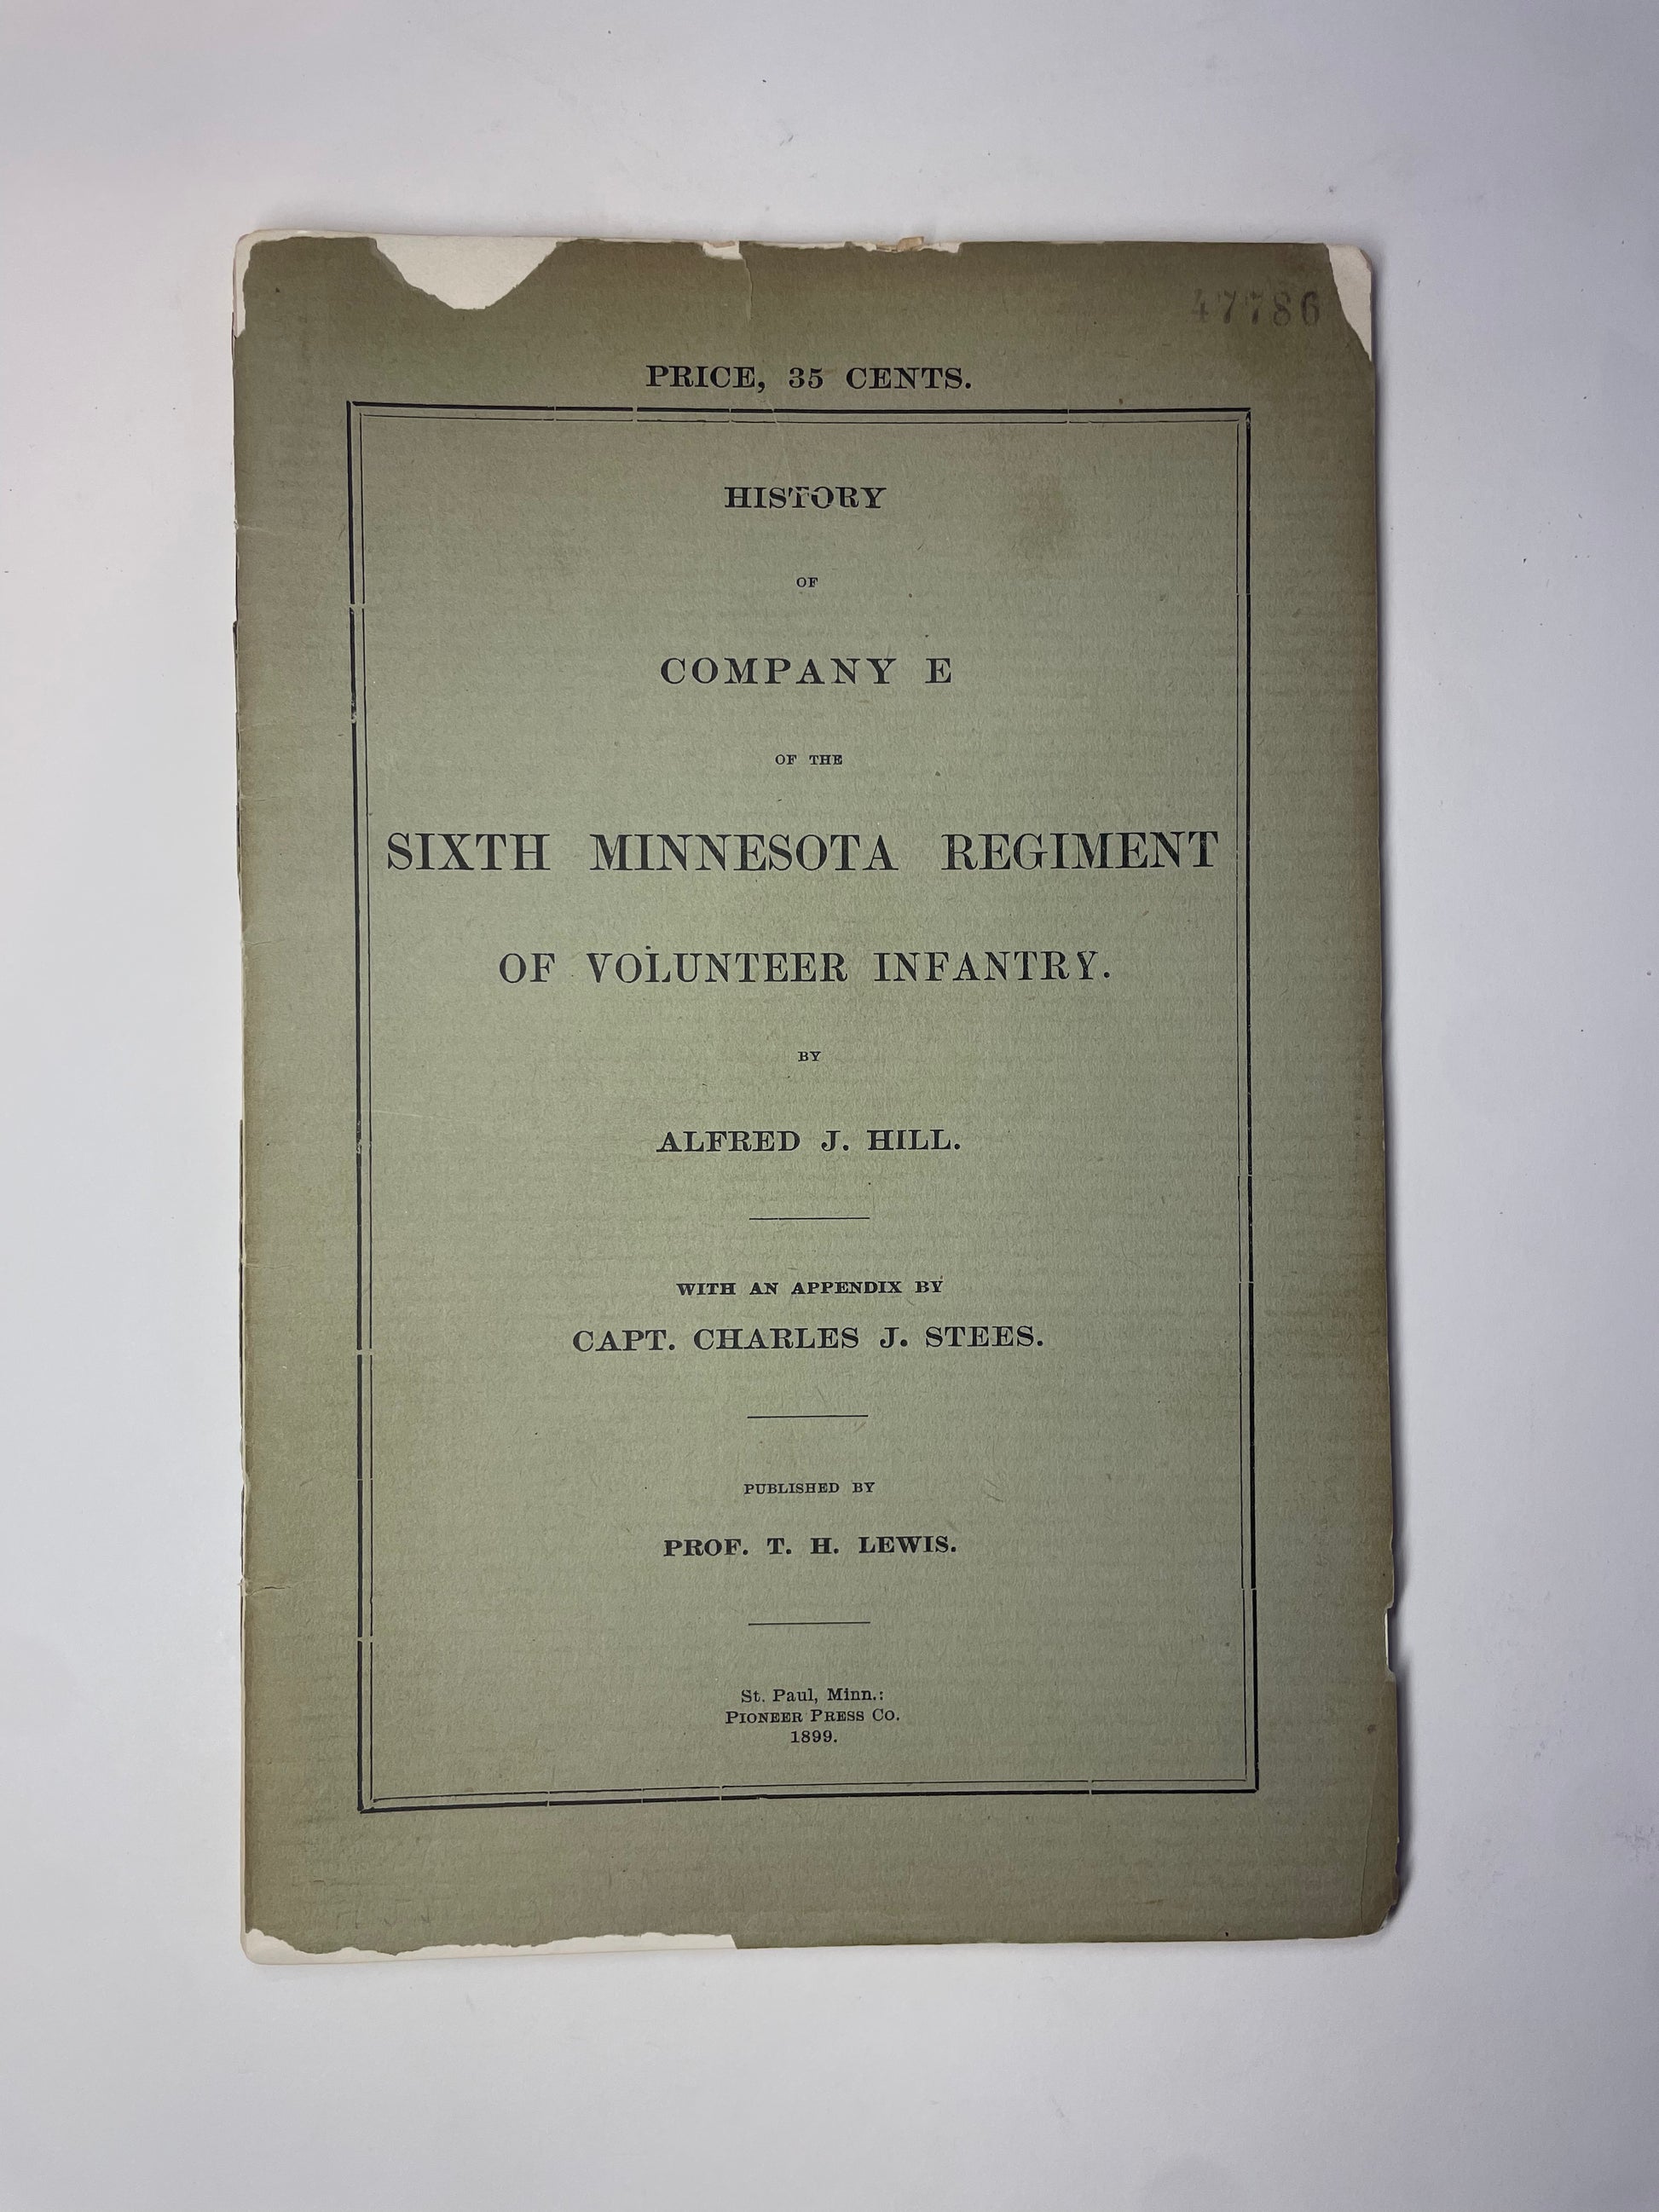 47786
PRICE, 35 CENTS.
HISTORY
OF
COMPANY E
OF THE
SIXTH MINNESOTA REGIMENT
OF VOLUNTEER INFANTRY.
BY
ALFRED J. HILL.
WITH AN APPENDIX BY
CAPT. CHARLES J. STEES.
PUBLISHED BY
PROF. T. H. LEWIS.
St. Paul, Minn.:
PIONEER PRESS CO.
1899.